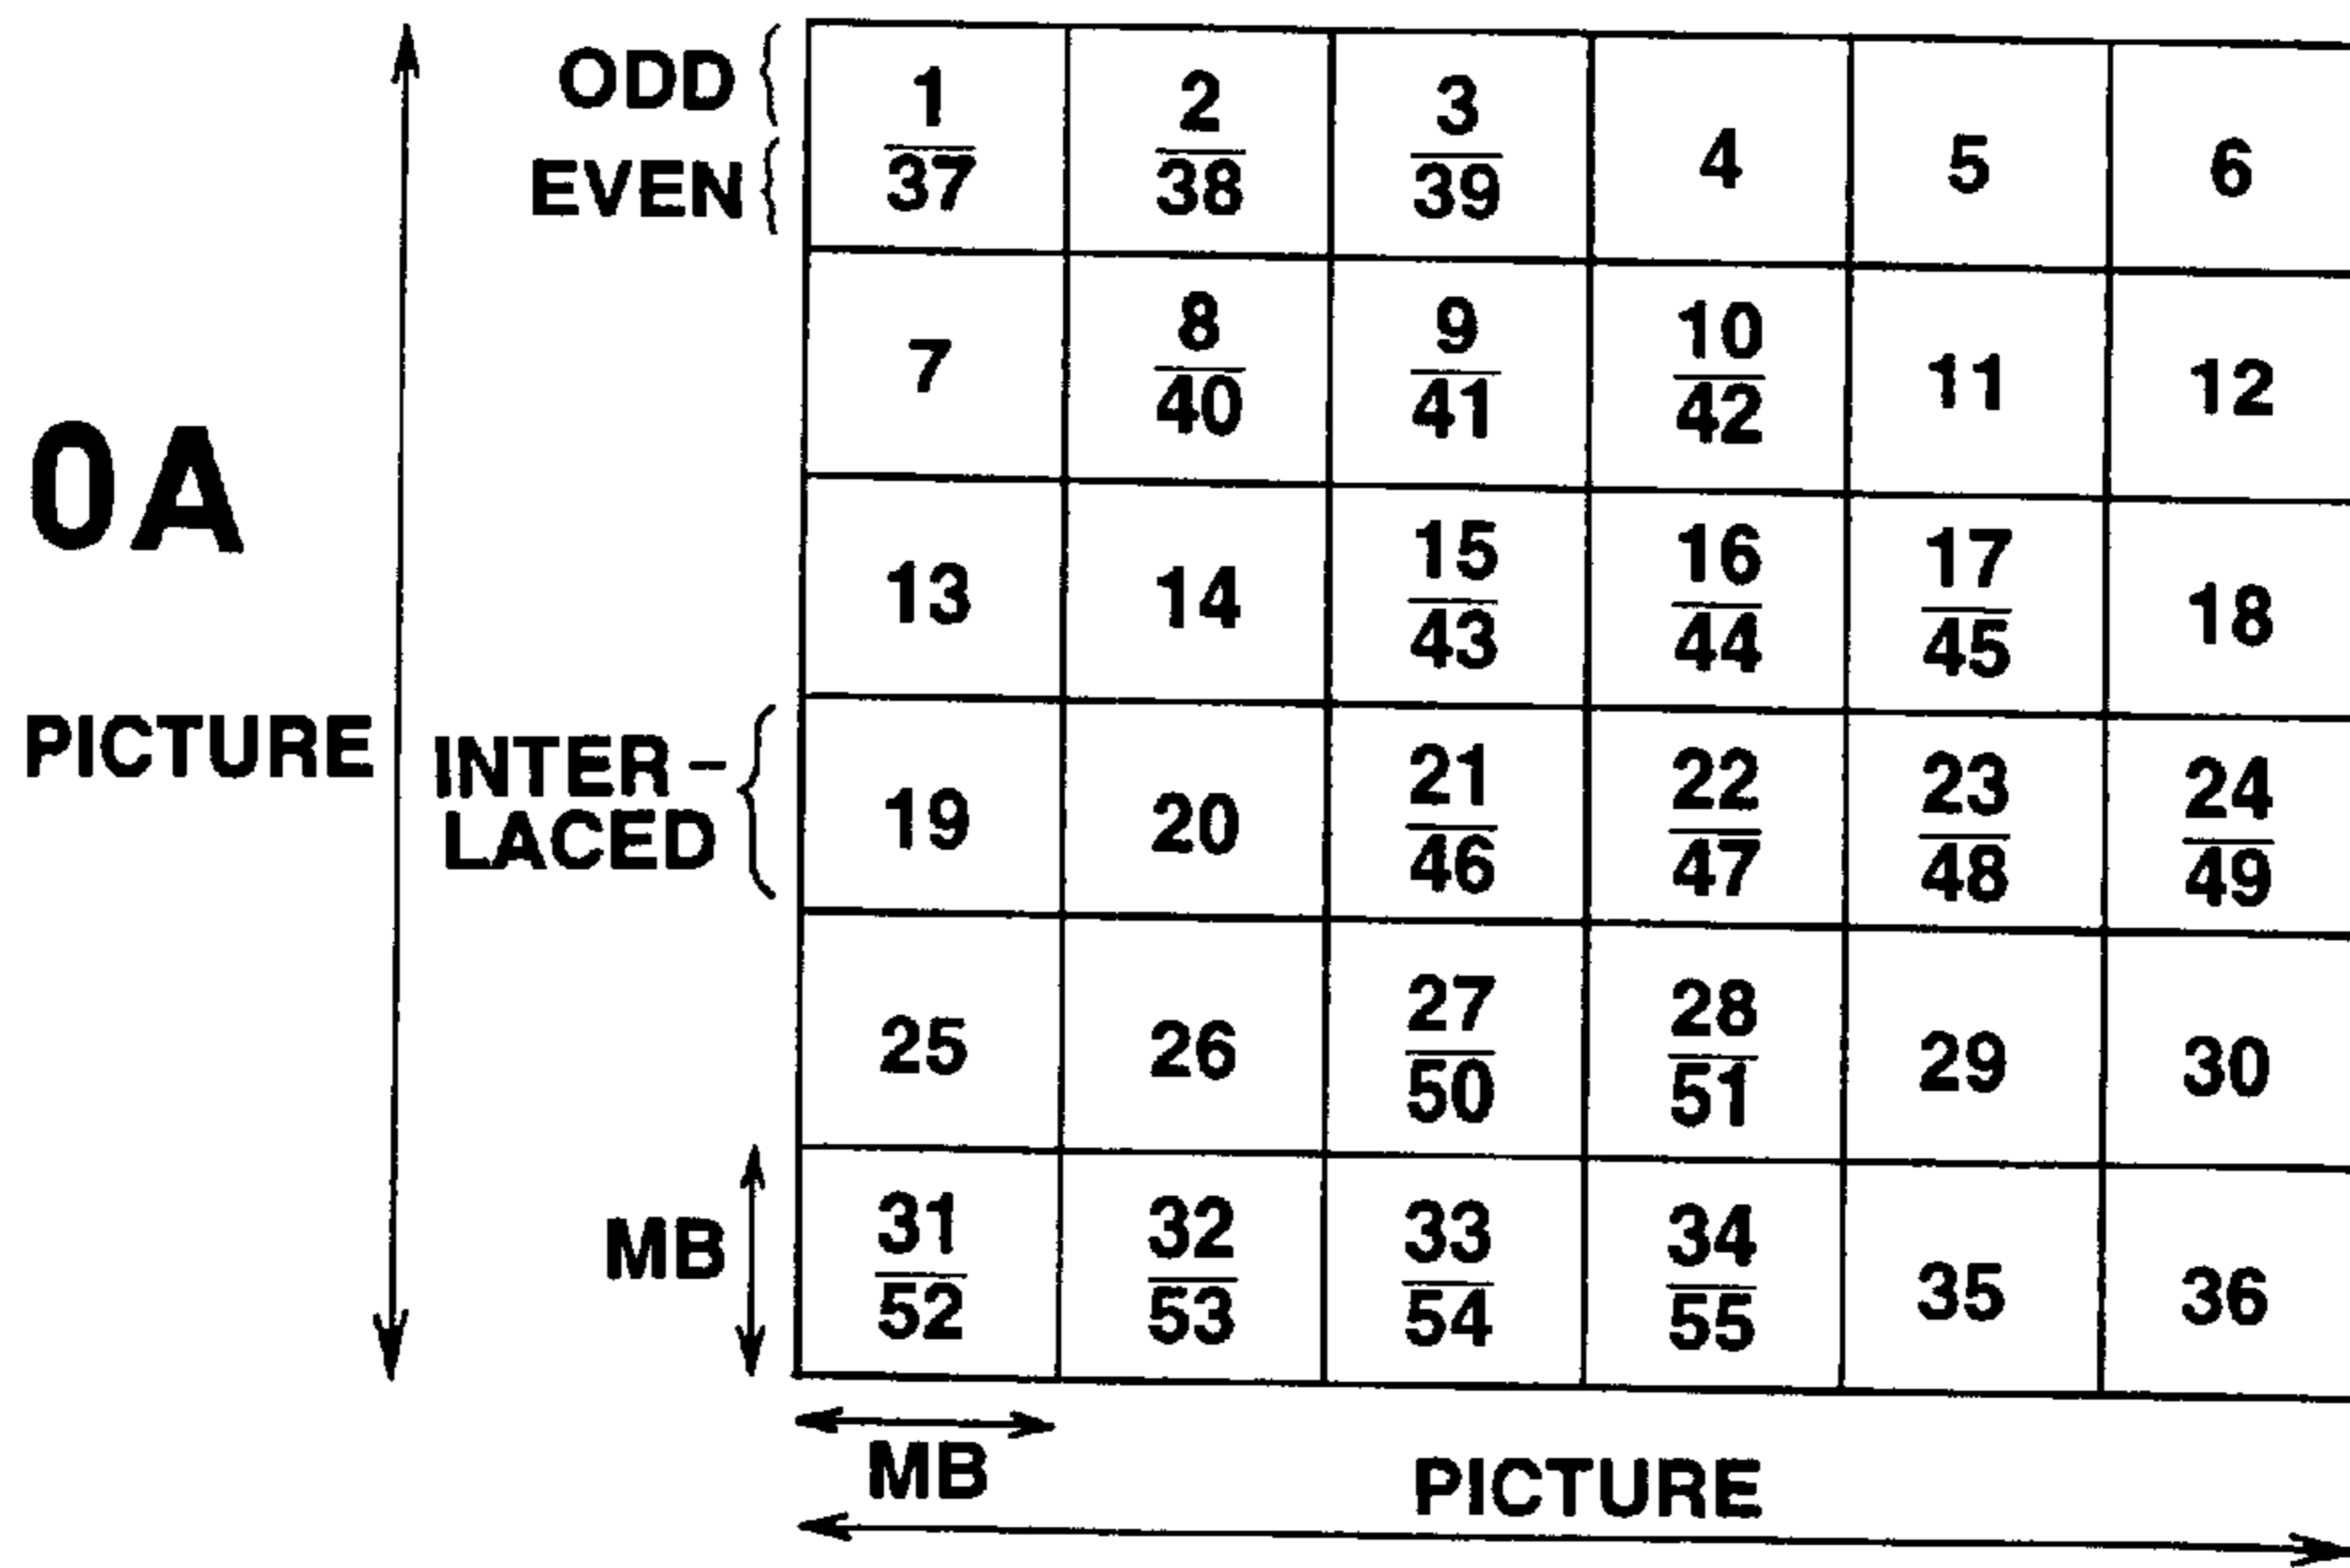 ODD
EVEN
1 2 3 4 5 6
37 38 39
7 8 9 10 11 12
40 41 42
0A
13 14 15 16 17 18
43 44 45
PICTURE
INTER-
LACED
19 20 21 22 23 24
46 47 48 49
25 26 27 28 29 30
50 51
MB
31 32 33 34 35 36
52 53 54 55
MB
PICTURE